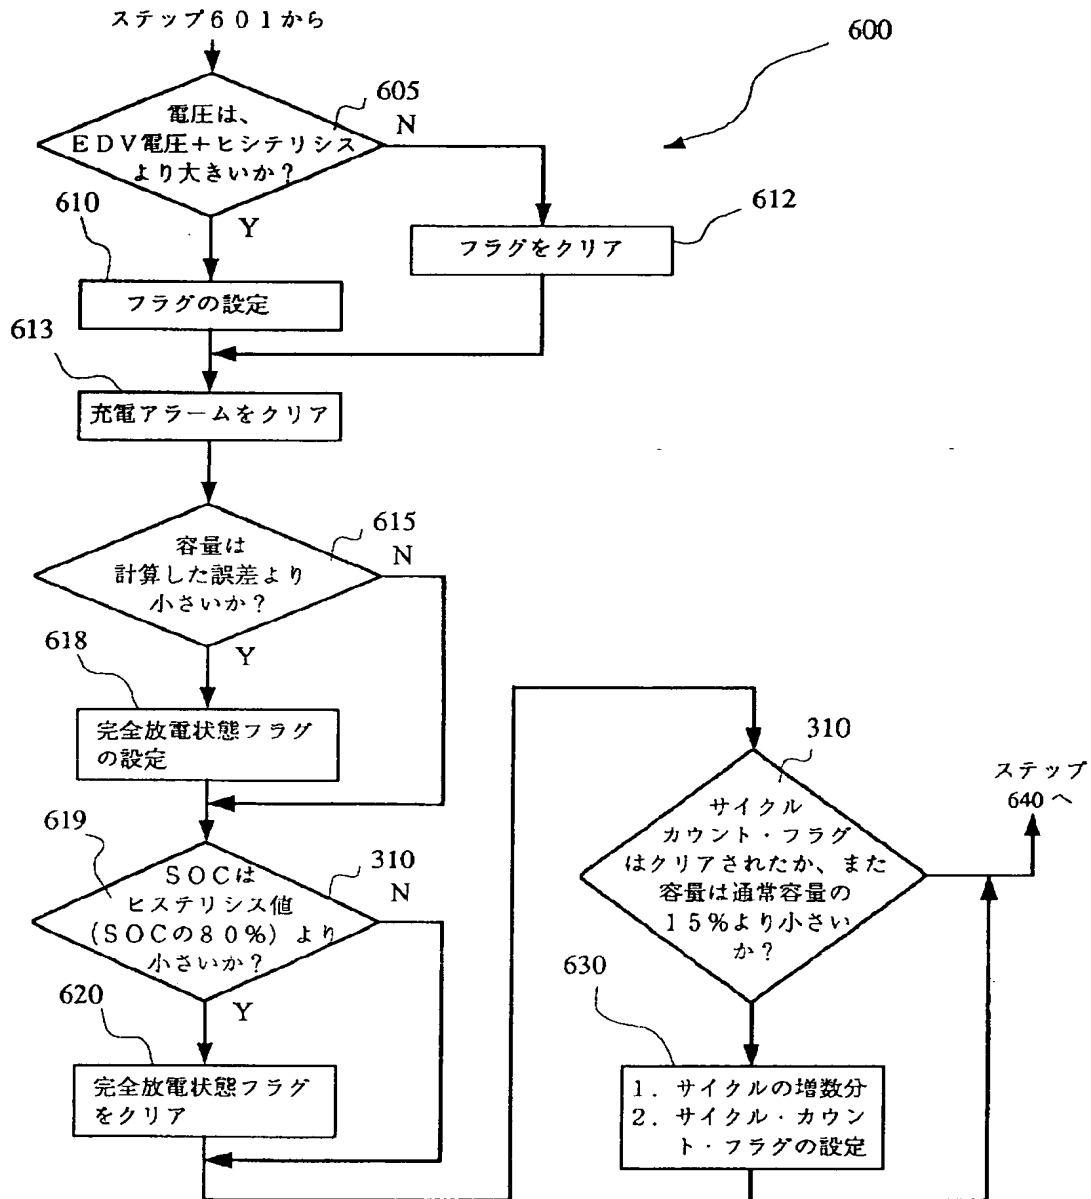 ステップ６０１から
600
605
電圧は、
ＥＤＶ電圧＋ヒシテリシス
より大きいか？
N
610
Y
612
フラグをクリア
フラグの設定
613
充電アラームをクリア
615
容量は
計算した誤差より
小さいか？
N
618
Y
完全放電状態フラグ
の設定
619
310
ＳＯＣは
ヒステリシス値
（ＳＯＣの８０％）より
小さいか？
N
620
Y
完全放電状態フラグ
をクリア
310
サイクル
カウント・フラグ
はクリアされたか、また
容量は通常容量の
１５％より小さい
か？
ステップ
640 へ
630
１．サイクルの増数分
２．サイクル・カウン
ト・フラグの設定